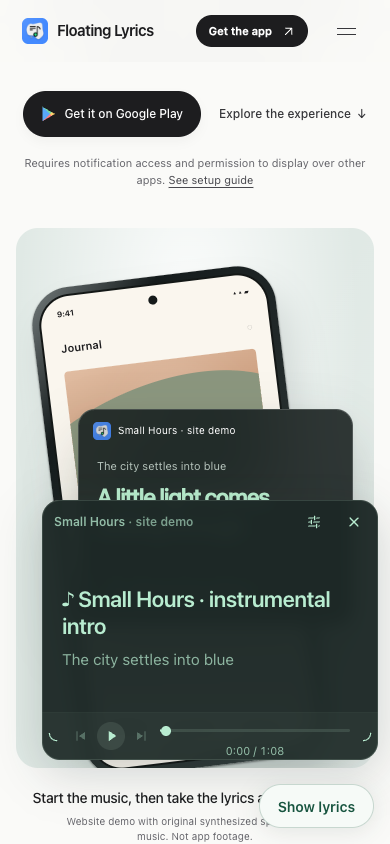 Floating Lyrics
Get the app
Get it on Google Play
Explore the experience ↓
Requires notification access and permission to display over other
apps. See setup guide
9:41
Journal
Small Hours · site demo
The city settles into blue
A little light comes
Small Hours · site demo
♪ Small Hours · instrumental
intro
The city settles into blue
0:00 / 1:08
Start the music, then take the lyrics
Show lyrics
Website demo with original synthesized
music. Not app footage.